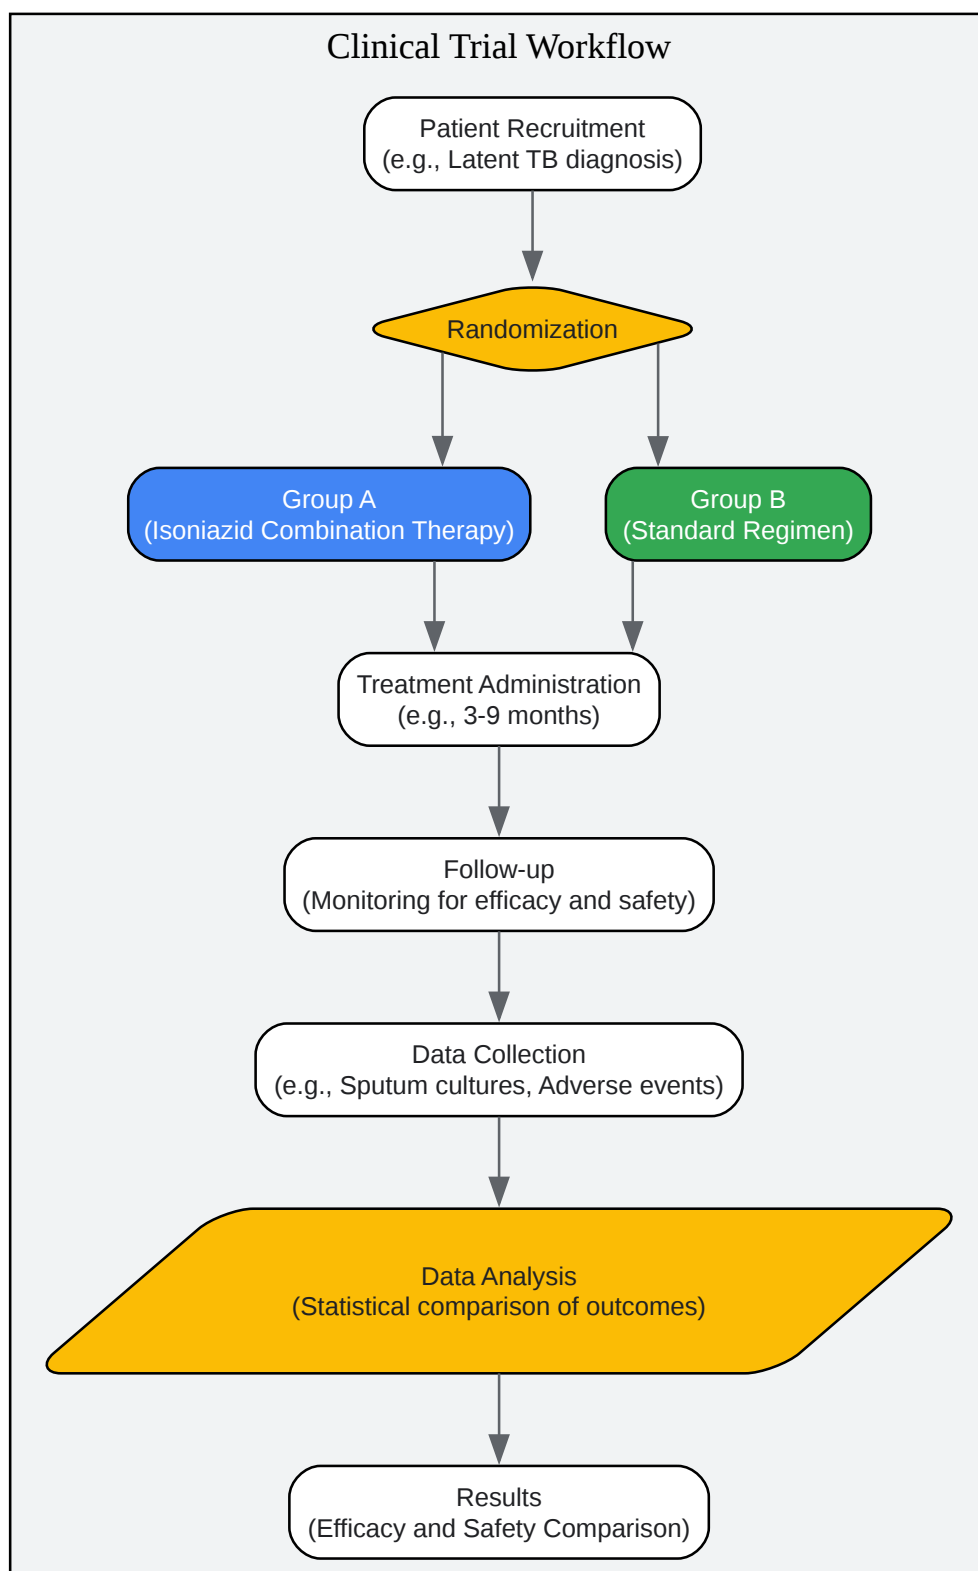 Clinical Trial Workflow
Patient Recruitment
(e.g., Latent TB diagnosis)
Randomization
Group A
(Isoniazid Combination Therapy)
Group B
(Standard Regimen)
Treatment Administration
(e.g., 3-9 months)
Follow-up
(Monitoring for efficacy and safety)
Data Collection
(e.g., Sputum cultures, Adverse events)
Data Analysis
(Statistical comparison of outcomes)
Results
(Efficacy and Safety Comparison)